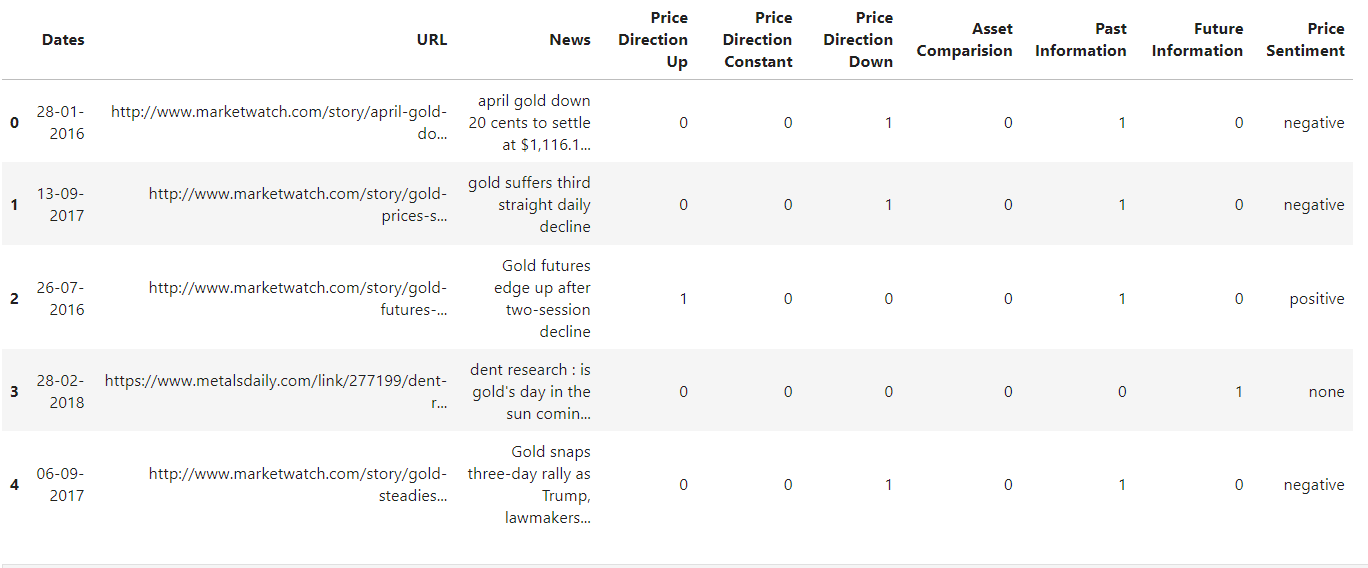 Dates URL News Price Direction Up Price Direction Constant Price Direction Down Asset Comparision Past Information Future Information Price Sentiment
0 28-01-2016 http://www.marketwatch.com/story/april-gold-do... april gold down 20 cents to settle at $1,116.1... 0 0 1 0 1 0 negative
1 13-09-2017 http://www.marketwatch.com/story/gold-prices-s... gold suffers third straight daily decline 0 0 1 0 1 0 negative
2 26-07-2016 http://www.marketwatch.com/story/gold-futures-... Gold futures edge up after two-session decline 1 0 0 0 1 0 positive
3 28-02-2018 https://www.metalsdaily.com/link/277199/dent-r... dent research : is gold's day in the sun comin... 0 0 0 0 0 1 none
4 06-09-2017 http://www.marketwatch.com/story/gold-steadies... Gold snaps three-day rally as Trump, lawmakers... 0 0 1 0 1 0 negative